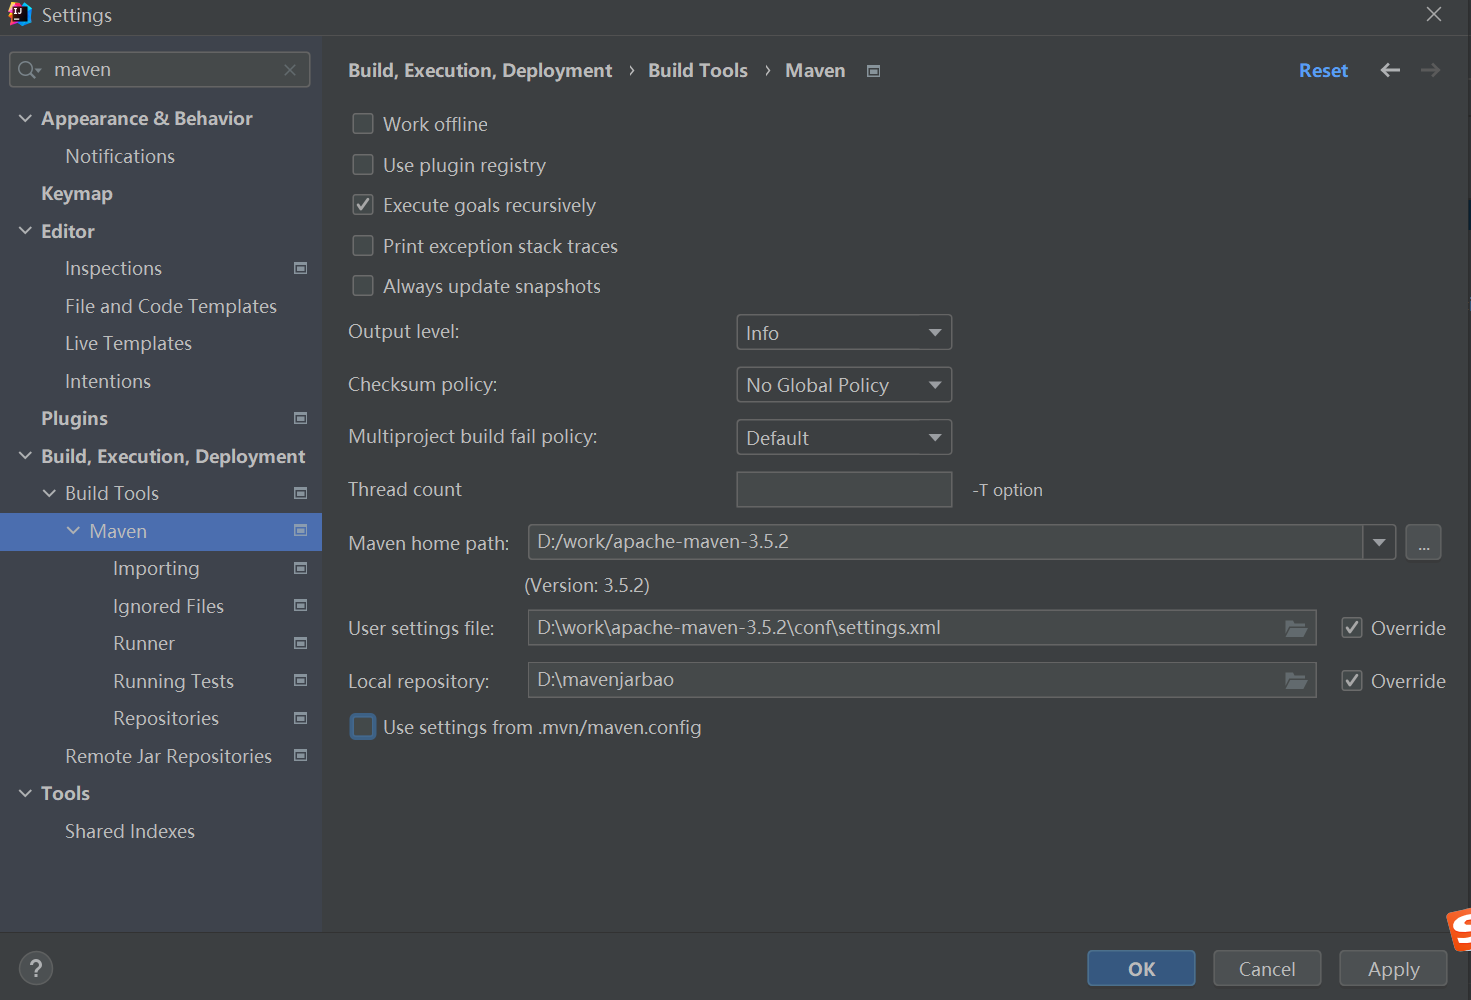 Settings
maven
Appearance & Behavior
Notifications
Keymap
Editor
Inspections
File and Code Templates
Live Templates
Intentions
Plugins
Build, Execution, Deployment
Build Tools
Maven
Importing
Ignored Files
Runner
Running Tests
Repositories
Remote Jar Repositories
Tools
Shared Indexes
?
Build, Execution, Deployment › Build Tools › Maven
Reset
Work offline
Use plugin registry
Execute goals recursively
Print exception stack traces
Always update snapshots
Output level: Info
Checksum policy: No Global Policy
Multiproject build fail policy: Default
Thread count -T option
Maven home path: D:/work/apache-maven-3.5.2 ...
(Version: 3.5.2)
User settings file: D:\work\apache-maven-3.5.2\conf\settings.xml Override
Local repository: D:\mavenjarbao Override
Use settings from .mvn/maven.config
OK Cancel Apply